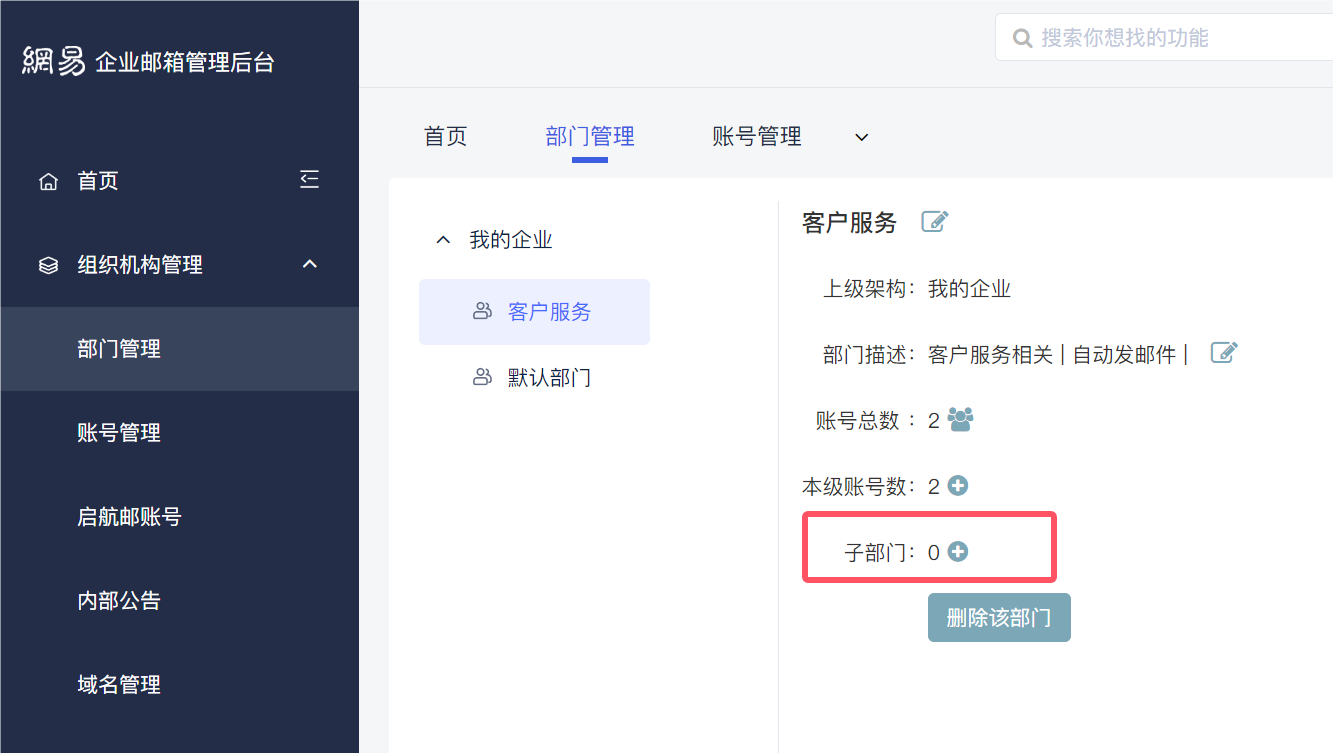 網易 企业邮箱管理后台
搜索你想找的功能
首页
组织机构管理
部门管理
账号管理
启航邮账号
内部公告
域名管理
首页 部门管理 账号管理
我的企业
客户服务
默认部门
客户服务
上级架构：我的企业
部门描述：客户服务相关 | 自动发邮件 |
账号总数 ：2
本级账号数：2
子部门：0
删除该部门